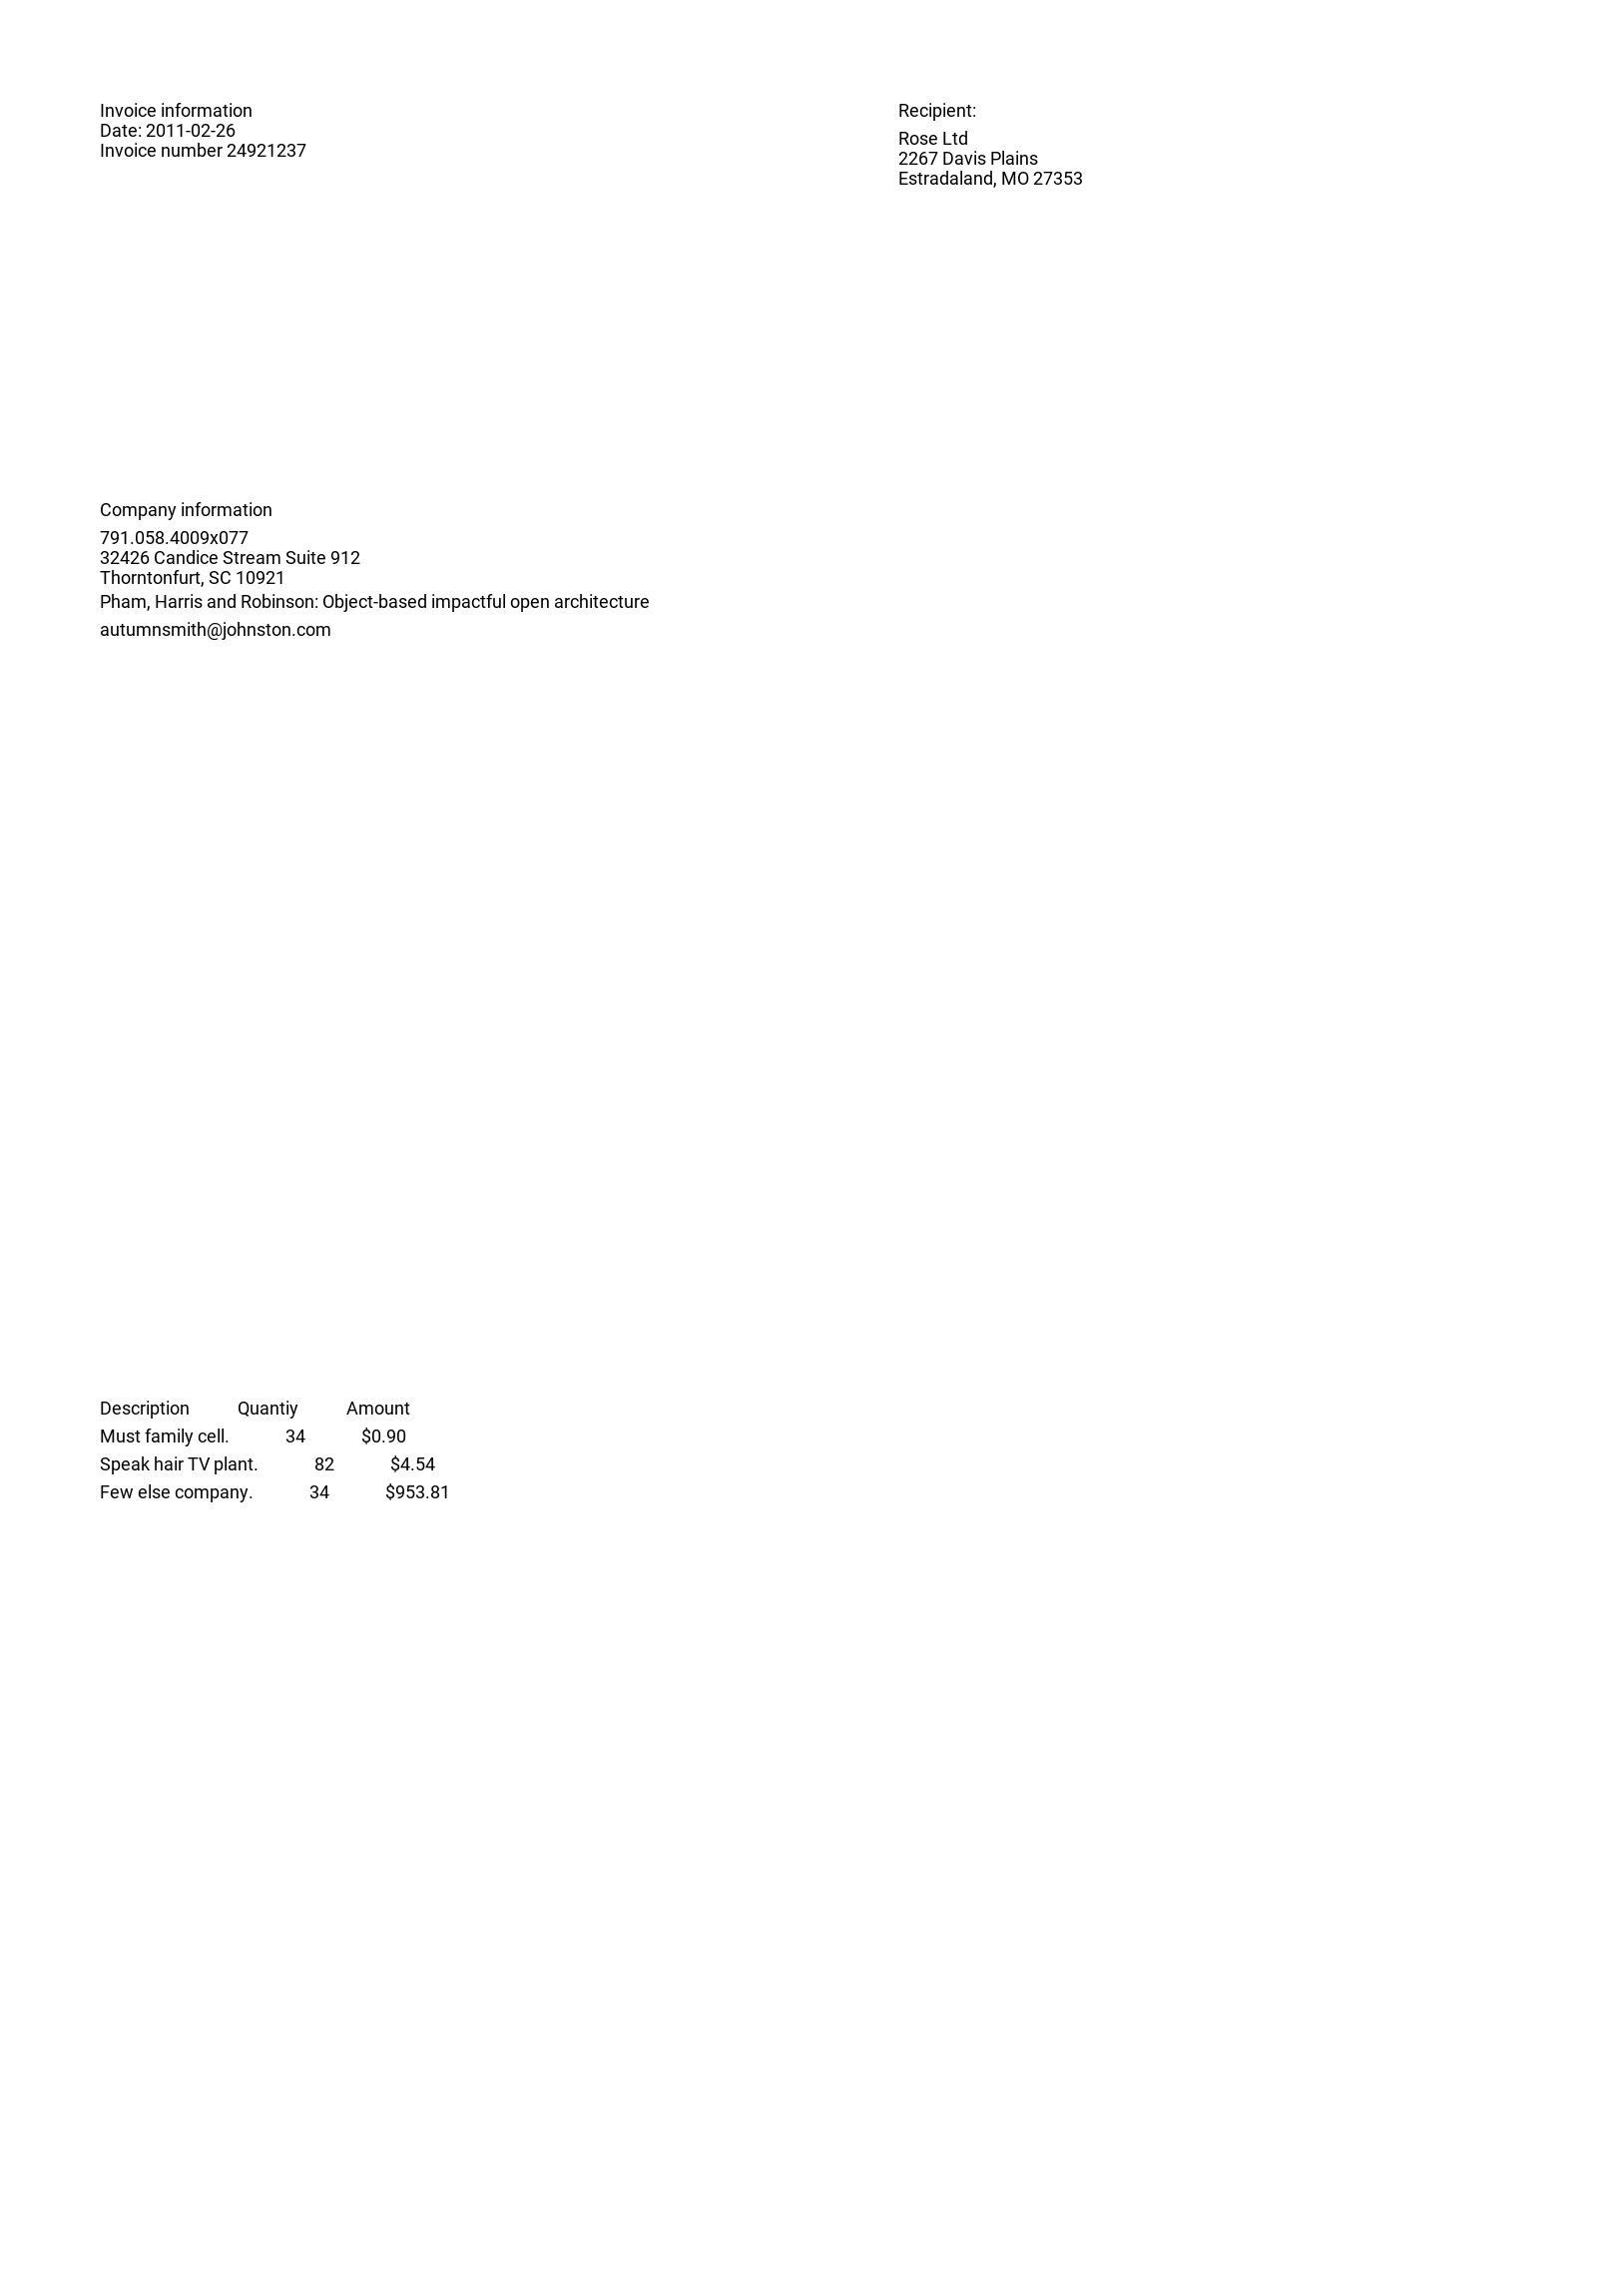 Invoice information
Date: 2011-02-26
Invoice number 24921237
Recipient:
Rose Ltd
2267 Davis Plains
Estradaland, MO 27353
Company information
791.058.4009x077
32426 Candice Stream Suite 912
Thorntonfurt, SC 10921
Pham, Harris and Robinson: Object-based impactful open architecture
autumnsmith@johnston.com
Description Quantiy Amount
Must family cell. 34 $0.90
Speak hair TV plant. 82 $4.54
Few else company. 34 $953.81